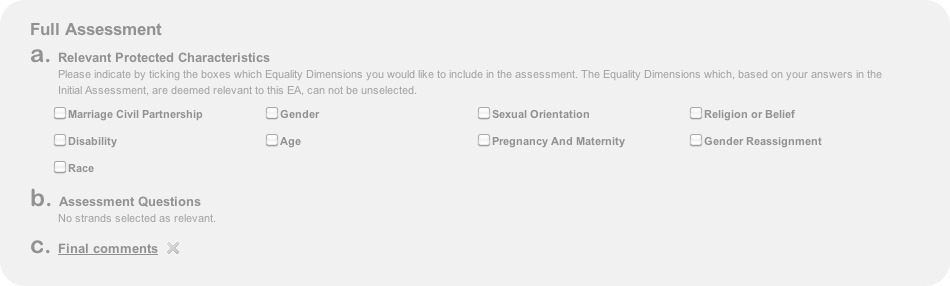 Full Assessment
a. Relevant Protected Characteristics
Please indicate by ticking the boxes which Equality Dimensions you would like to include in the assessment. The Equality Dimensions which, based on your answers in the
Initial Assessment, are deemed relevant to this EA, can not be unselected.
Marriage Civil Partnership Gender Sexual Orientation Religion or Belief
Disability Age Pregnancy And Maternity Gender Reassignment
Race
b. Assessment Questions
No strands selected as relevant.
c. Final comments